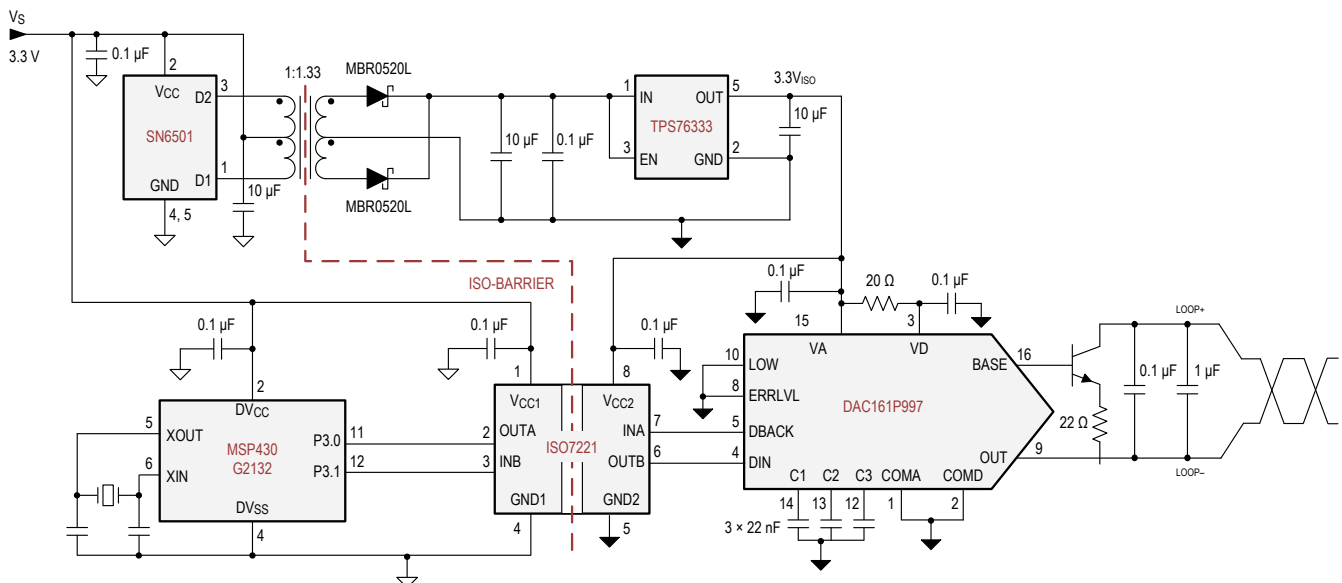 VS
3.3 V
0.1 µF
2
VCC
D2
3
SN6501
D1
1
GND
4, 5
10 µF
1:1.33
MBR0520L
MBR0520L
10 µF
0.1 µF
1
IN
OUT
5
TPS76333
3
EN
GND
2
3.3VISO
10 µF
ISO-BARRIER
0.1 µF
2
DVCC
5
XOUT
MSP430
G2132
6
XIN
P3.0
11
P3.1
12
DVSS
4
0.1 µF
1
VCC1
2
OUTA
3
INB
GND1
4
ISO7221
0.1 µF
8
VCC2
INA
7
OUTB
6
GND2
5
0.1 µF
15
20 Ω
3
0.1 µF
VA
VD
10
LOW
8
ERRLVL
5
DBACK
4
DIN
DAC161P997
BASE
16
OUT
9
C1
C2
C3
COMA
COMD
14
13
12
1
2
3 × 22 nF
22 Ω
0.1 µF
1 µF
LOOP+
LOOP–